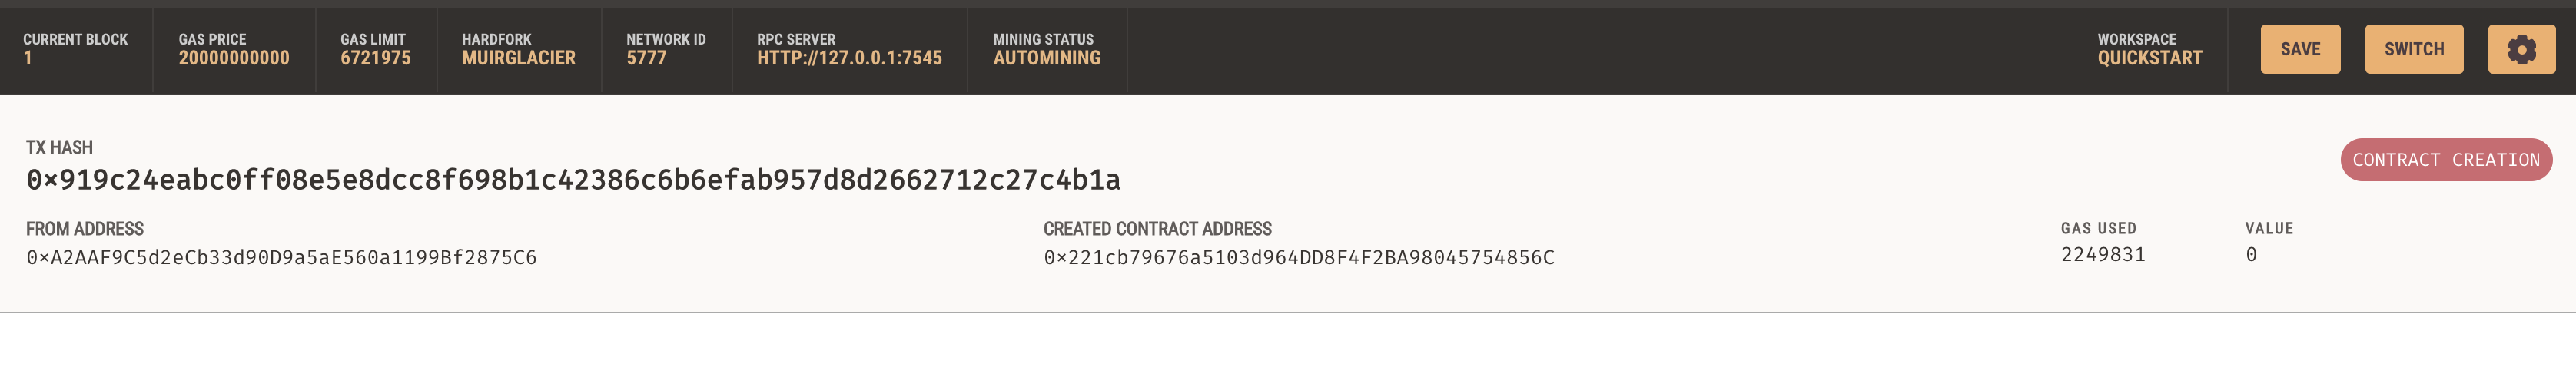 CURRENT BLOCK GAS PRICE GAS LIMIT HARDFORK NETWORK ID RPC SERVER MINING STATUS WORKSPACE
1 20000000000 6721975 MUIRGLACIER 5777 HTTP://127.0.0.1:7545 AUTOMINING QUICKSTART SAVE SWITCH
TX HASH
0×919c24eabc0ff08e5e8dcc8f698b1c42386c6b6efab957d8d2662712c27c4b1a CONTRACT CREATION
FROM ADDRESS CREATED CONTRACT ADDRESS GAS USED VALUE
0×A2AAF9C5d2eCb33d90D9a5aE560a1199Bf2875C6 0×221cb79676a5103d964DD8F4F2BA98045754856C 2249831 0